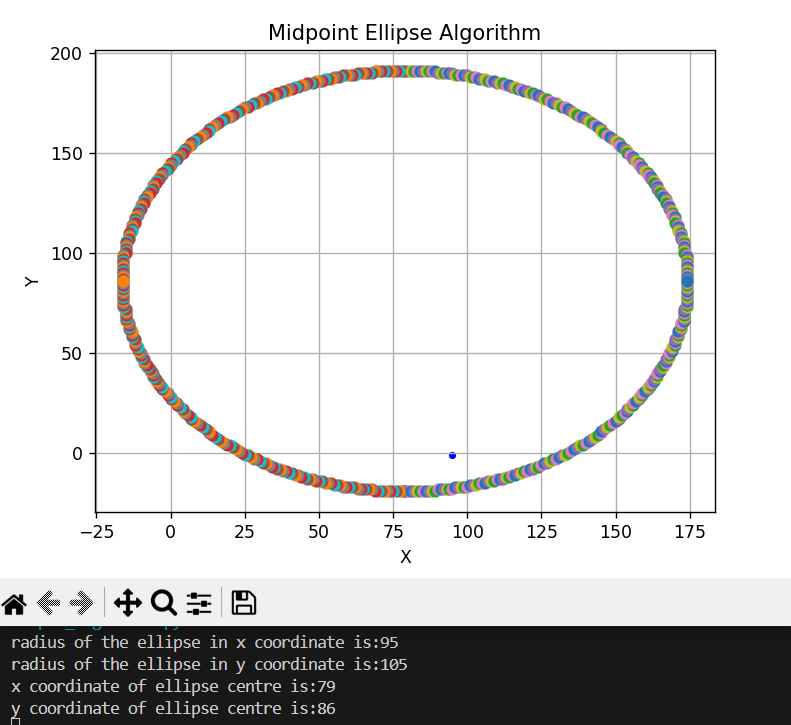 Midpoint Ellipse Algorithm
200
150
100
50
0
Y
−25 0 25 50 75 100 125 150 175
X
radius of the ellipse in x coordinate is:95
radius of the ellipse in y coordinate is:105
x coordinate of ellipse centre is:79
y coordinate of ellipse centre is:86